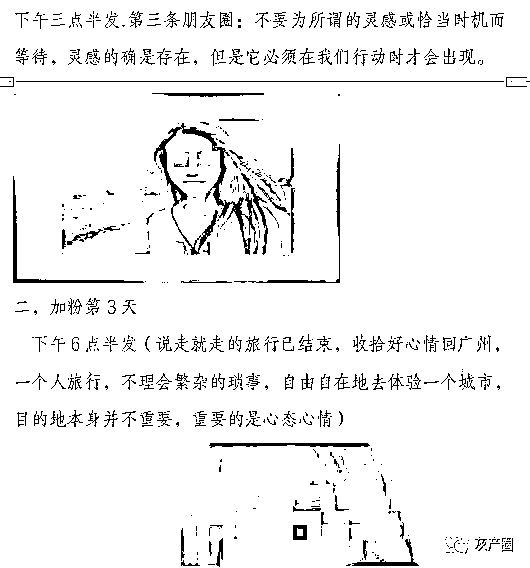 下午三点半发.第三条朋友圈：不要为所谓的灵感或恰当时机而
等待，灵感的确是存在，但是它必须在我们行动时才会出现。
二，加粉第3天
下午6点半发（说走就走的旅行已结束，收拾好心情回广州，
一个人旅行，不理会繁杂的琐事，自由自在地去体验一个城市，
目的地本身并不重要，重要的是心态心情）
灰产圈